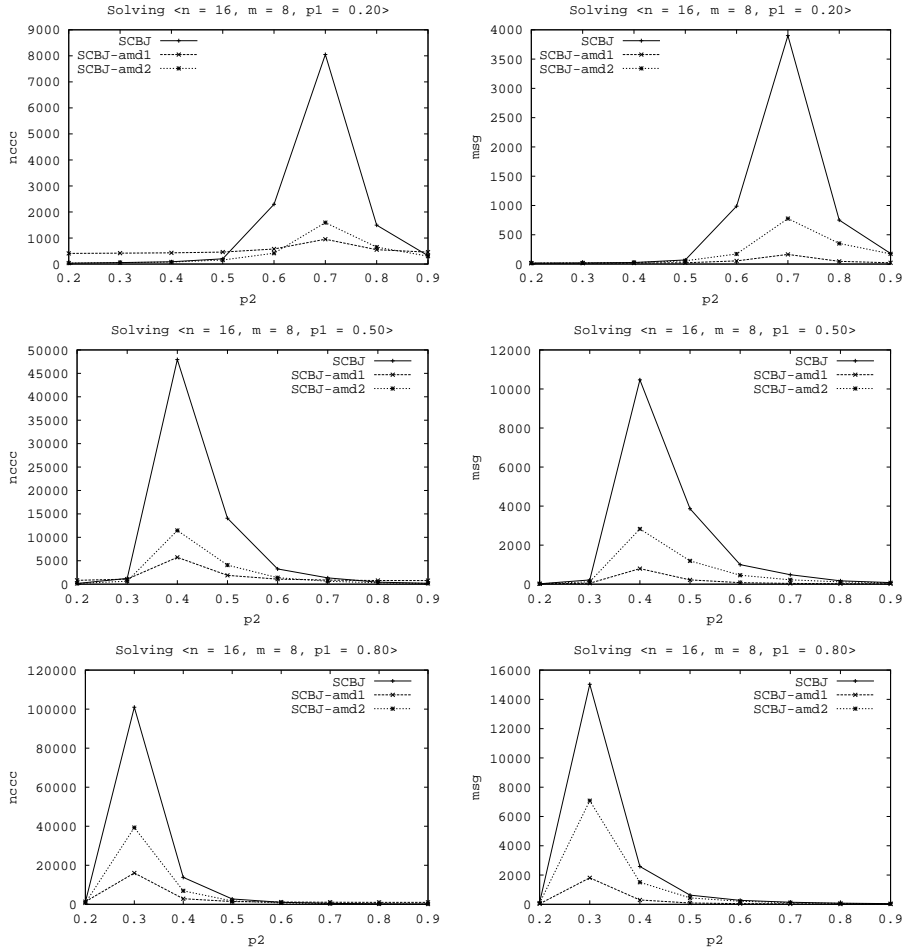 Solving <n = 16, m = 8, p1 = 0.20>
9000
8000
7000
6000
5000
4000
3000
2000
1000
0
nccc
SCBJ
SCBJ-amd1
SCBJ-amd2
0.2 0.3 0.4 0.5 0.6 0.7 0.8 0.9
p2
Solving <n = 16, m = 8, p1 = 0.20>
4000
3500
3000
2500
2000
1500
1000
500
0
msg
SCBJ
SCBJ-amd1
SCBJ-amd2
0.2 0.3 0.4 0.5 0.6 0.7 0.8 0.9
p2
Solving <n = 16, m = 8, p1 = 0.50>
50000
45000
40000
35000
30000
25000
20000
15000
10000
5000
0
nccc
SCBJ
SCBJ-amd1
SCBJ-amd2
0.2 0.3 0.4 0.5 0.6 0.7 0.8 0.9
p2
Solving <n = 16, m = 8, p1 = 0.50>
12000
10000
8000
6000
4000
2000
0
msg
SCBJ
SCBJ-amd1
SCBJ-amd2
0.2 0.3 0.4 0.5 0.6 0.7 0.8 0.9
p2
Solving <n = 16, m = 8, p1 = 0.80>
120000
100000
80000
60000
40000
20000
0
nccc
SCBJ
SCBJ-amd1
SCBJ-amd2
0.2 0.3 0.4 0.5 0.6 0.7 0.8 0.9
p2
Solving <n = 16, m = 8, p1 = 0.80>
16000
14000
12000
10000
8000
6000
4000
2000
0
msg
SCBJ
SCBJ-amd1
SCBJ-amd2
0.2 0.3 0.4 0.5 0.6 0.7 0.8 0.9
p2